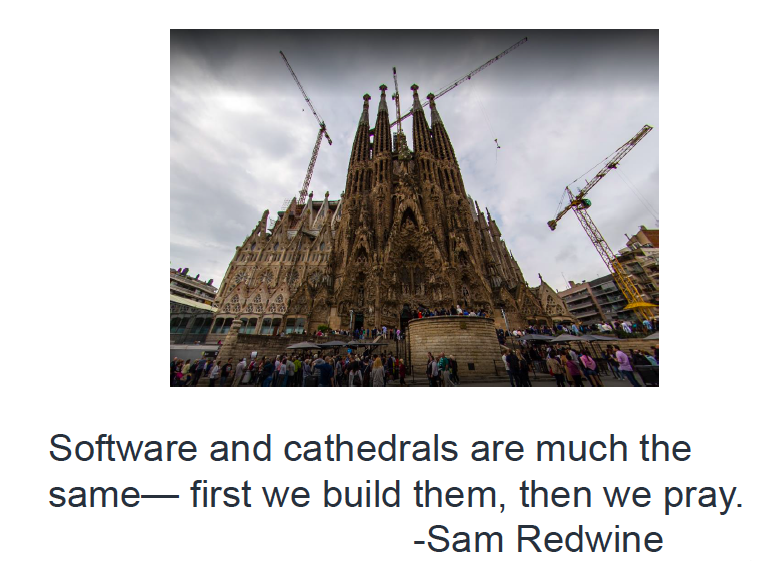 Software and cathedrals are much the
same— first we build them, then we pray.
-Sam Redwine